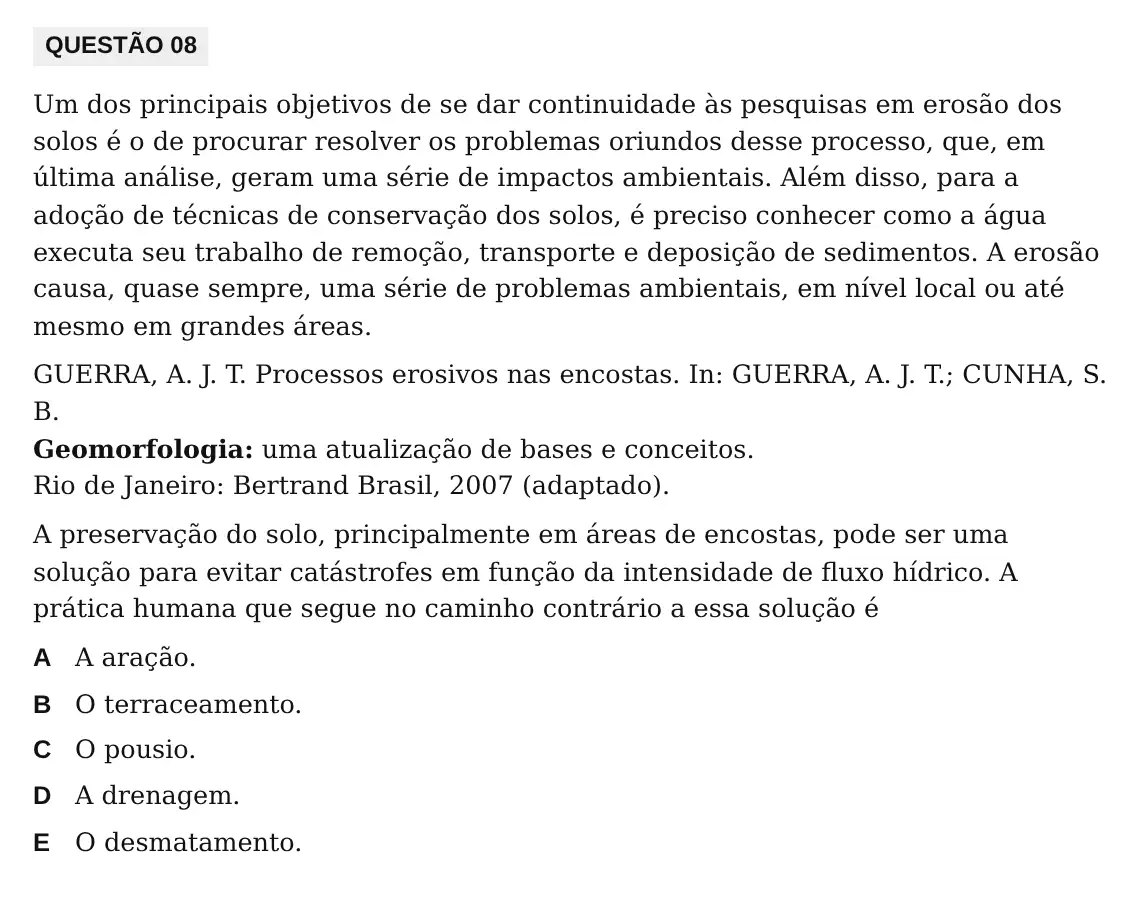 QUESTÃO 08
Um dos principais objetivos de se dar continuidade às pesquisas em erosão dos
solos é o de procurar resolver os problemas oriundos desse processo, que, em
última análise, geram uma série de impactos ambientais. Além disso, para a
adoção de técnicas de conservação dos solos, é preciso conhecer como a água
executa seu trabalho de remoção, transporte e deposição de sedimentos. A erosão
causa, quase sempre, uma série de problemas ambientais, em nível local ou até
mesmo em grandes áreas.
GUERRA, A. J. T. Processos erosivos nas encostas. In: GUERRA, A. J. T.; CUNHA, S.
B.
Geomorfologia: uma atualização de bases e conceitos.
Rio de Janeiro: Bertrand Brasil, 2007 (adaptado).
A preservação do solo, principalmente em áreas de encostas, pode ser uma
solução para evitar catástrofes em função da intensidade de fluxo hídrico. A
prática humana que segue no caminho contrário a essa solução é
A A aração.
B O terraceamento.
C O pousio.
D A drenagem.
E O desmatamento.